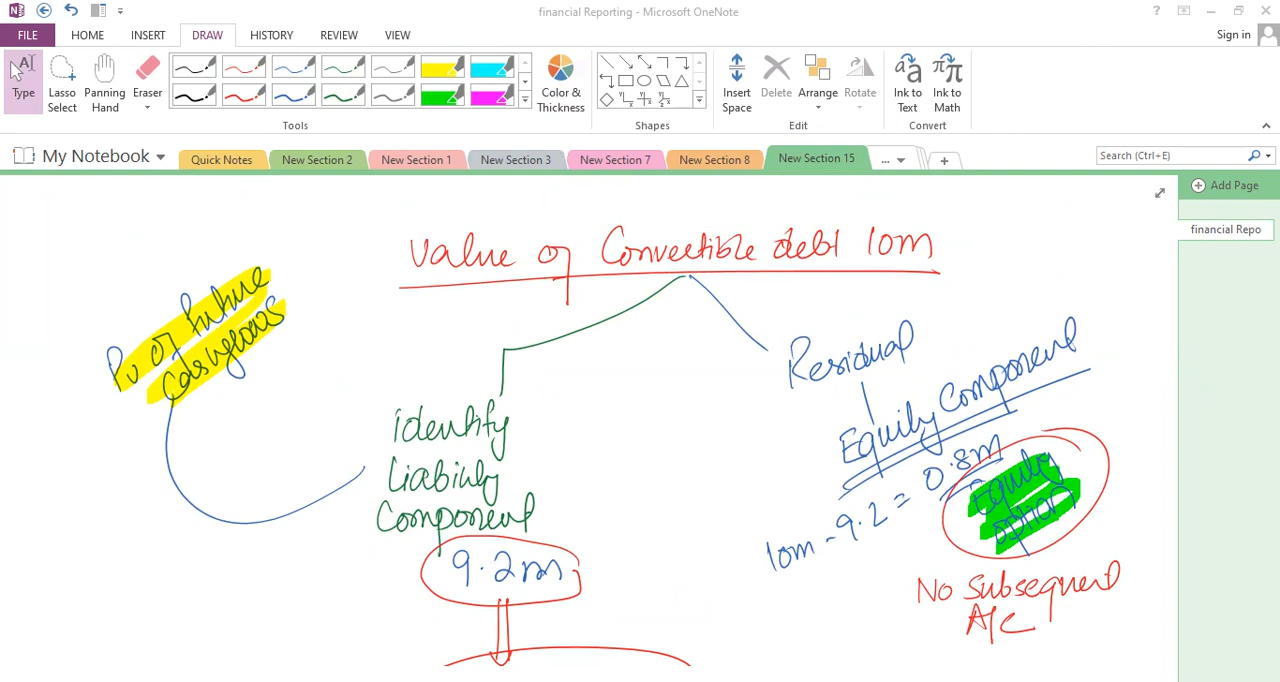 financial Reporting - Microsoft OneNote
Sign in
FILE HOME INSERT DRAW HISTORY REVIEW VIEW
Type
Lasso Select
Panning Hand
Eraser
Color & Thickness
Insert Space
Delete
Arrange
Rotate
Ink to Text
Ink to Math
Tools
Shapes
Edit
Convert
My Notebook
Quick Notes
New Section 2
New Section 1
New Section 3
New Section 7
New Section 8
New Section 15
...
Search (Ctrl+E)
Add Page
financial Repo
Value of Convertible debt 10m
Pv of future
Residual
Equity Component
10m - 9.2 = 0.8m
Equity
option
No Subsequent
A/C
Identify
Liability
Component
9.2m